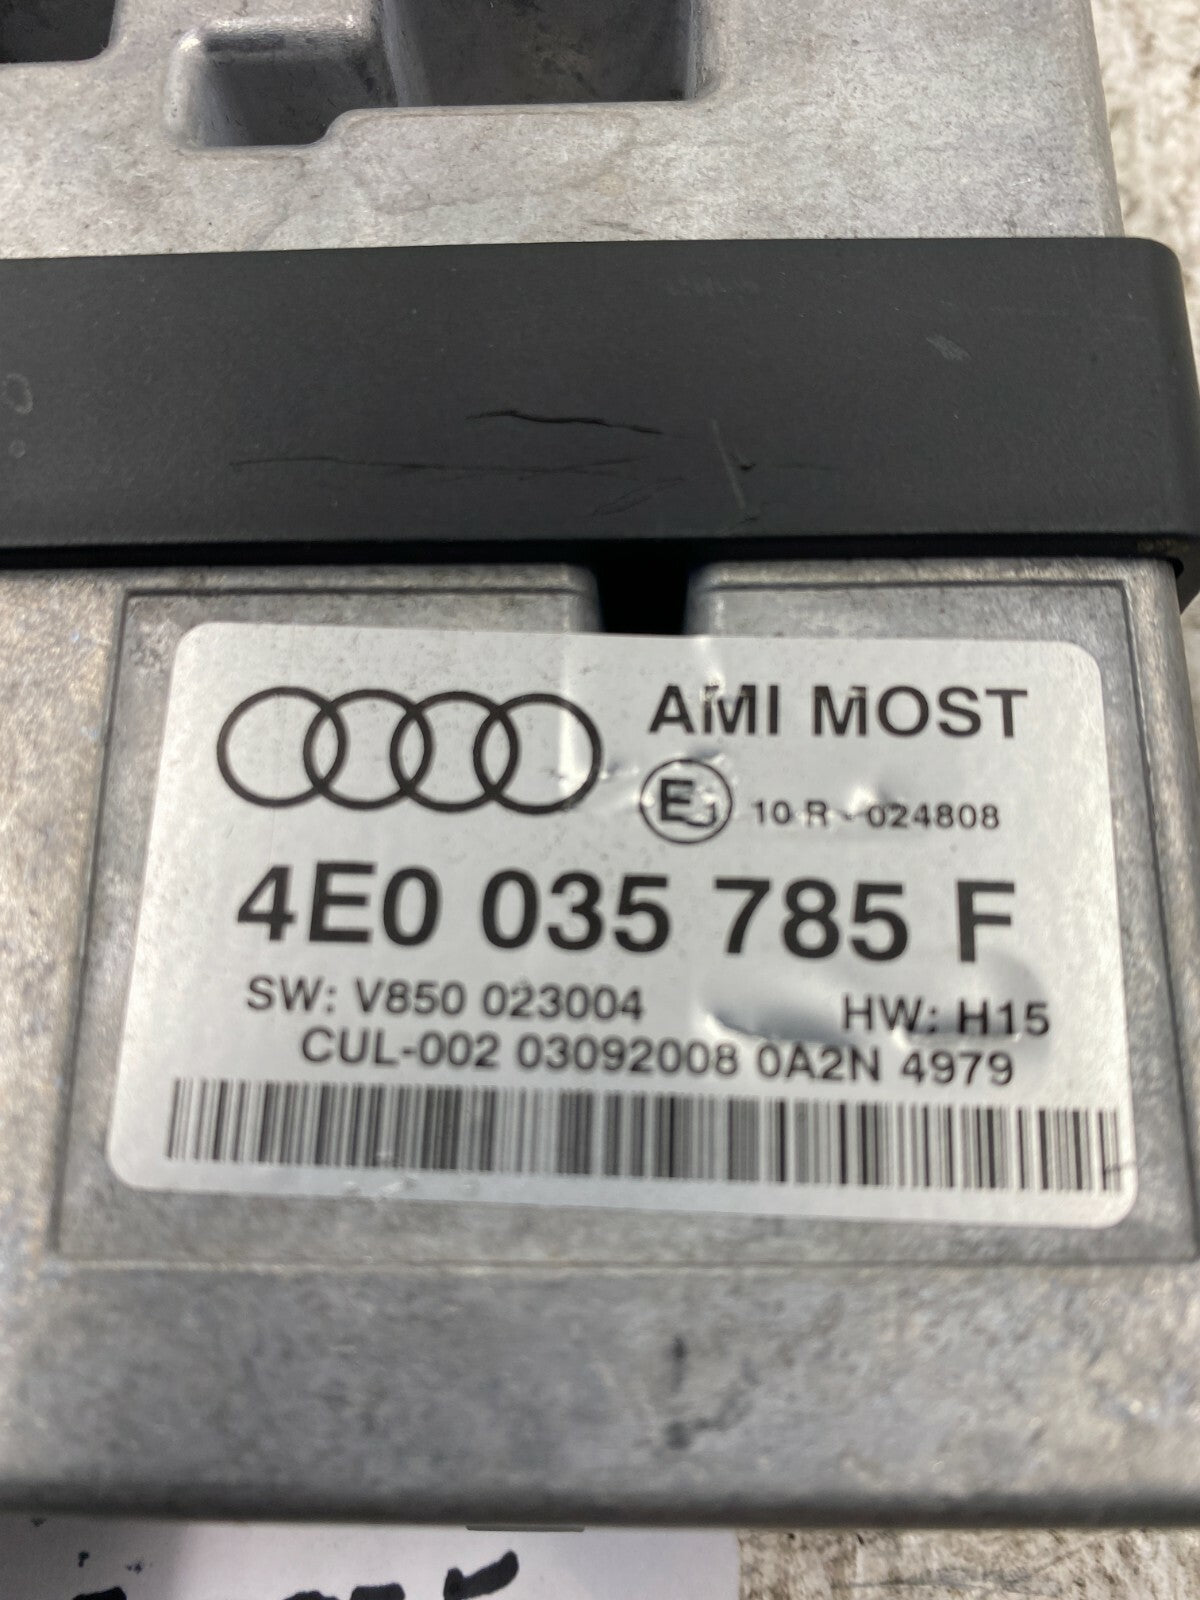 AMI MOST
E1 10 R - 024808
4E0 035 785 F
SW: V850 023004 HW: H15
CUL-002 03092008 0A2N 4979